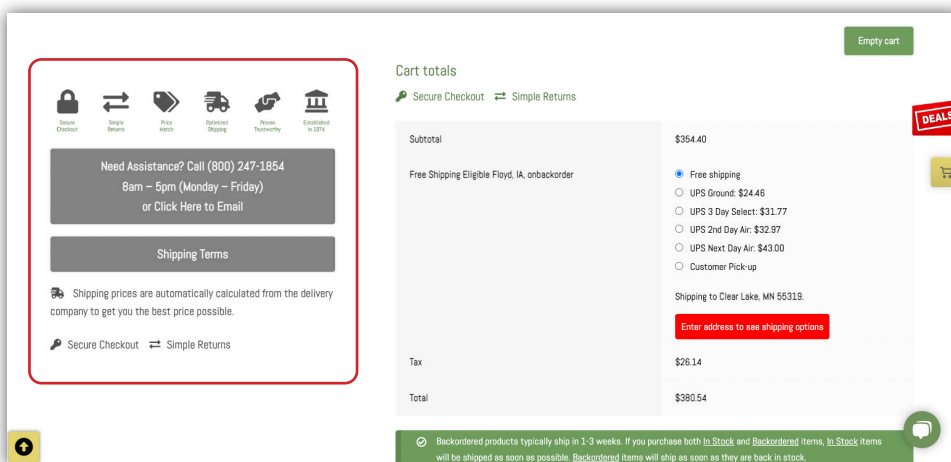 Empty cart
Secure
Checkout
Simple
Returns
Price
Match
Optimized
Shipping
Proven
Trustworthy
Established
in 1874
Need Assistance? Call (800) 247-1854
8am – 5pm (Monday – Friday)
or Click Here to Email
Shipping Terms
Shipping prices are automatically calculated from the delivery
company to get you the best price possible.
Secure Checkout Simple Returns
Cart totals
Secure Checkout Simple Returns
DEALS
Subtotal $354.40
Free Shipping Eligible Floyd, IA, onbackorder Free shipping
UPS Ground: $24.46
UPS 3 Day Select: $31.77
UPS 2nd Day Air: $32.97
UPS Next Day Air: $43.00
Customer Pick-up
Shipping to Clear Lake, MN 55319.
Enter address to see shipping options
Tax $26.14
Total $380.54
Backordered products typically ship in 1-3 weeks. If you purchase both In Stock and Backordered items, In Stock items
will be shipped as soon as possible. Backordered items will ship as soon as they are back in stock.